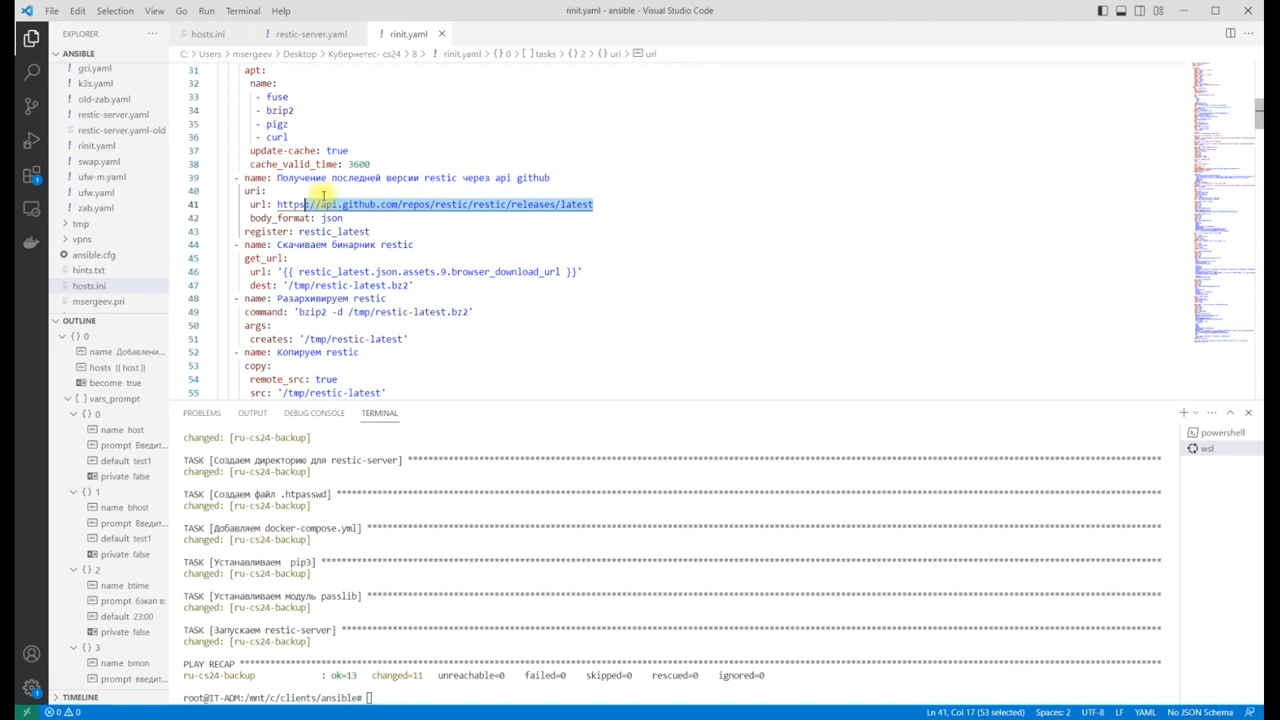 File Edit Selection View Go Run Terminal Help
rinit.yaml - ansible - Visual Studio Code
EXPLORER
hosts.ini
restic-server.yaml
rinit.yaml
C: > Users > msergeev > Desktop > Кубернетес- cs24 > 8 > ! rinit.yaml > {} 0 > [ ] tasks > {} 2 > {} uri > url
ANSIBLE
gci.yaml
k3s.yaml
old-zab.yaml
restic-server.yaml
restic-server.yaml-old
rinit.yaml
swap.yaml
ufw-m.yaml
ufw.yaml
zab.yaml
vpns
ansible.cfg
hints.txt
hosts.ini
msergeev.pri
OUTLINE
{} 0
name Добавлени...
hosts {{ host }}
become true
[ ] vars_prompt
{} 0
name host
prompt Введит...
default test1
private false
{} 1
name bhost
prompt Введит...
default test1
private false
{} 2
name btime
prompt бэкап в:
default 23:00
private false
{} 3
name bmon
prompt Введит...
TIMELINE
31 apt:
32 name:
33 - fuse
34 - bzip2
35 - pigz
36 - curl
37 update-cache: true
38 cache_valid_time: 3600
39 - name: Получение последней версии restic через api github
40 uri:
41 url: https://api.github.com/repos/restic/restic/releases/latest
42 body_format: json
43 register: restic_latest
44 - name: Скачиваем бинарник restic
45 get_url:
46 url: '{{ restic_latest.json.assets.9.browser_download_url }}'
47 dest: '/tmp/restic-latest.bz2'
48 - name: Разархивируем restic
49 command: 'bzip2 -d /tmp/restic-latest.bz2'
50 args:
51 creates: '/tmp/restic-latest'
52 - name: Копируем restic
53 copy:
54 remote_src: true
55 src: '/tmp/restic-latest'
PROBLEMS OUTPUT DEBUG CONSOLE TERMINAL
powershell
wsl
changed: [ru-cs24-backup]
TASK [Создаем директорию для restic-server] ****
changed: [ru-cs24-backup]
TASK [Создаем файл .htpasswd] ****
changed: [ru-cs24-backup]
TASK [Добавляем docker-compose.yml] ****
changed: [ru-cs24-backup]
TASK [Устанавливаем pip3] ****
changed: [ru-cs24-backup]
TASK [Устанавливаем модуль passlib] ****
changed: [ru-cs24-backup]
TASK [Запускаем restic-server] ****
changed: [ru-cs24-backup]
PLAY RECAP ****
ru-cs24-backup : ok=13 changed=11 unreachable=0 failed=0 skipped=0 rescued=0 ignored=0
root@IT-ADM:/mnt/c/clients/ansible#
0 0
Ln 41, Col 17 (53 selected) Spaces: 2 UTF-8 LF YAML No JSON Schema